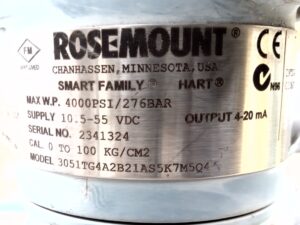 ROSEMOUNT®
CHANHASSEN, MINNESOTA, USA
FM
SMART FAMILY® HART®
MAX W.P. 4000PSI/276BAR
SUPPLY 10.5-55 VDC OUTPUT 4-20 mA
SERIAL NO. 2341324
CAL. 0 TO 100 KG/CM2
MODEL 3051TG4A2B21AS5K7M5Q4
CE
N96